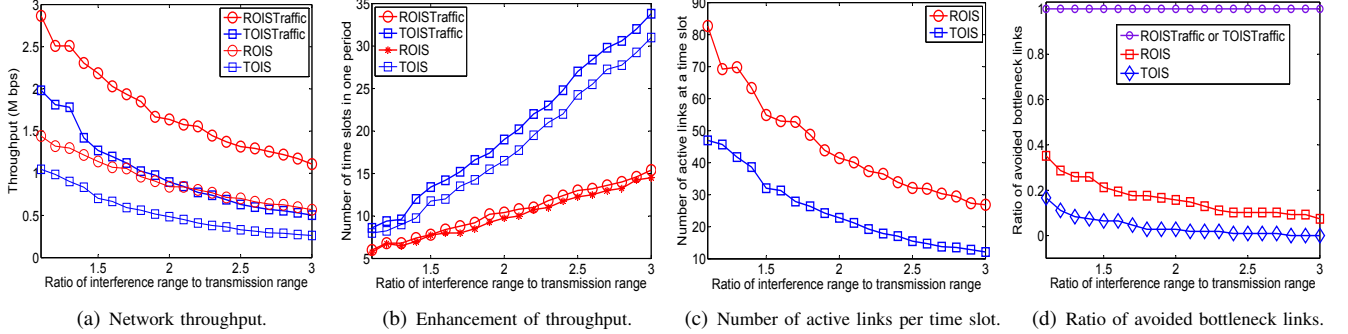 3
2.5
2
1.5
1
0.5
0
1.5
2
2.5
3
Throughput (M bps)
Ratio of interference range to transmission range
ROISTraffic
TOISTraffic
ROIS
TOIS
(a) Network throughput.
35
30
25
20
15
10
5
1.5
2
2.5
3
Number of time slots in one period
Ratio of interference range to transmission range
ROISTraffic
TOISTraffic
ROIS
TOIS
(b) Enhancement of throughput.
90
80
70
60
50
40
30
20
10
1.5
2
2.5
3
Number of active links at a time slot
Ratio of interference range to transmission range
ROIS
TOIS
(c) Number of active links per time slot.
1
0.8
0.6
0.4
0.2
0
1.5
2
2.5
3
Ratio of avoided bottleneck links
Ratio of interference range to transmission range
ROISTraffic or TOISTraffic
ROIS
TOIS
(d) Ratio of avoided bottleneck links.